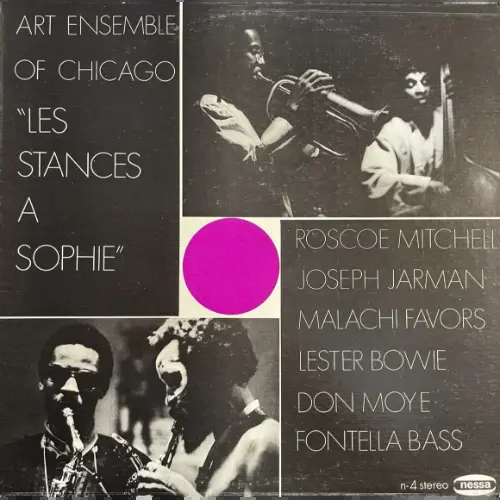 ART ENSEMBLE
OF CHICAGO
"LES
STANCES
A
SOPHIE"
ROSCOE MITCHELL
JOSEPH JARMAN
MALACHI FAVORS
LESTER BOWIE
DON MOYE
FONTELLA BASS
n-4 stereo nessa